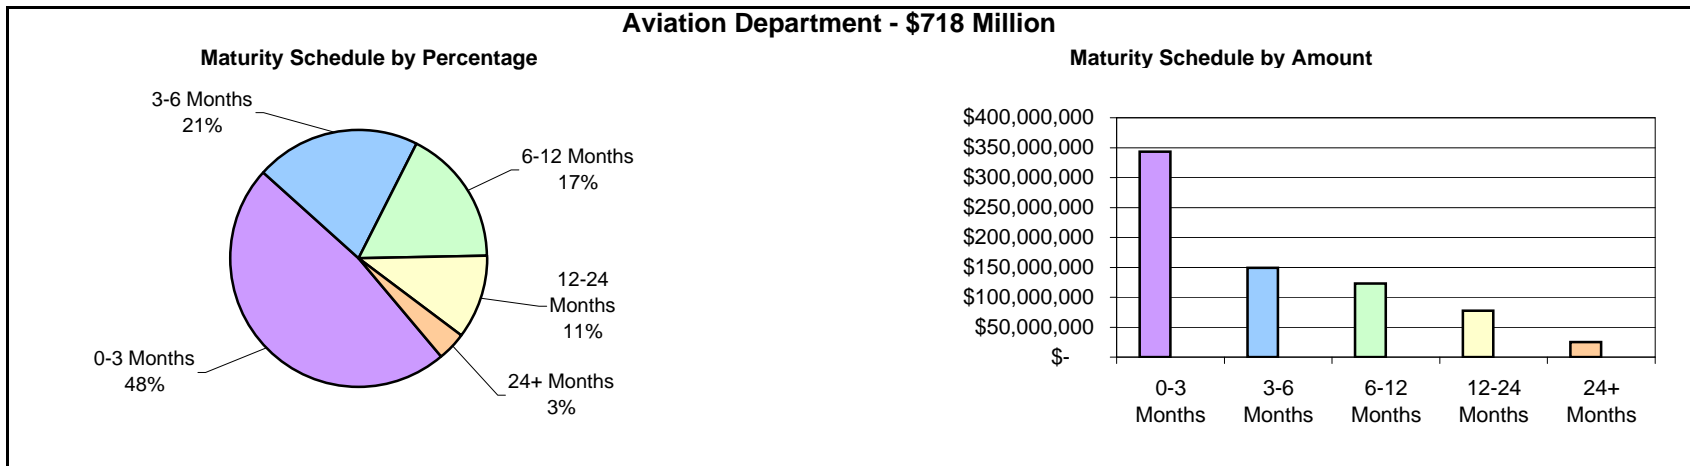 Aviation Department - $718 Million
Maturity Schedule by Percentage
3-6 Months
21%
6-12 Months
17%
12-24
Months
11%
24+ Months
3%
0-3 Months
48%
Maturity Schedule by Amount
$400,000,000
$350,000,000
$300,000,000
$250,000,000
$200,000,000
$150,000,000
$100,000,000
$50,000,000
$-
0-3
Months
3-6
Months
6-12
Months
12-24
Months
24+
Months